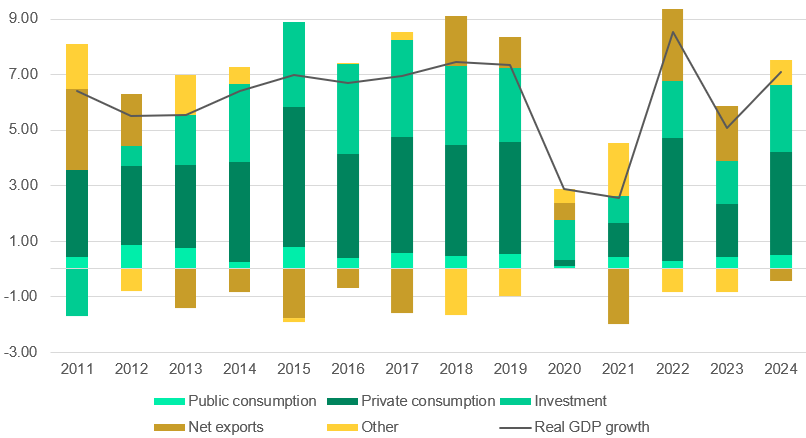 9.00
7.00
5.00
3.00
1.00
-1.00
-3.00
2011 2012 2013 2014 2015 2016 2017 2018 2019 2020 2021 2022 2023 2024
Public consumption Private consumption Investment
Net exports Other Real GDP growth